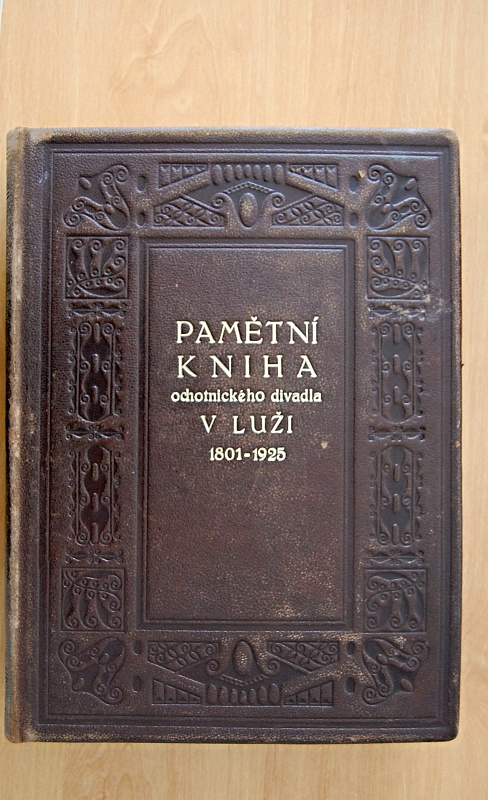 PAMĚTNÍ
KNIHA
ochotnického divadla
V LUŽI
1801-1925